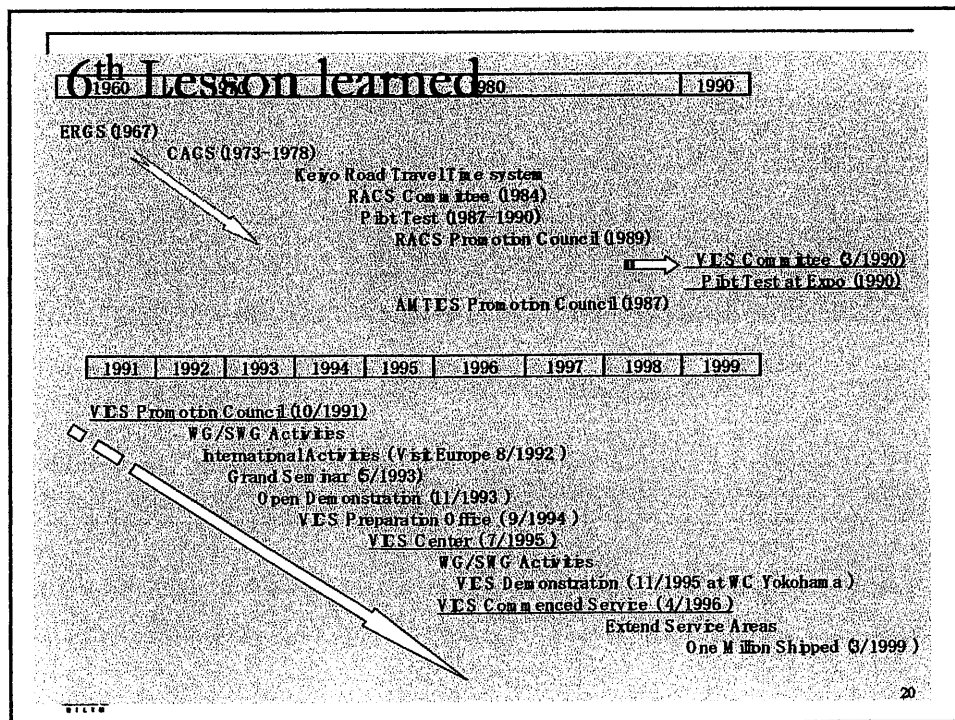 6th Lesson learned
1960 1980 1990
ERGS (1967)
CACS (1973-1978)
Keiyo Road Travel Time system
RACS Committee (1984)
Pilot Test (1987-1990)
RACS Promotion Council (1989)
VICS Committee (3/1990)
Pilot Test at Expo (1990)
AMTICS Promotion Council (1987)
1991 1992 1993 1994 1995 1996 1997 1998 1999
VICS Promotion Council (10/1991)
WG/SWG Activities
International Activities (Visit Europe 8/1992)
Grand Seminar (5/1993)
Open Demonstration (11/1993)
VICS Preparation Office (9/1994)
VICS Center (7/1995)
WG/SWG Activities
VICS Demonstration (11/1995 at WC Yokohama)
VICS Commenced Service (4/1996)
Extend Service Areas
One Million Shipped (3/1999)
20